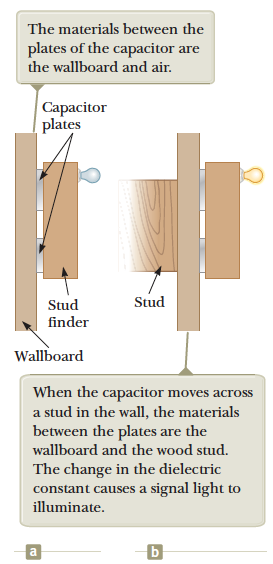 The materials between the
plates of the capacitor are
the wallboard and air.
Capacitor
plates
Stud
finder
Stud
Wallboard
When the capacitor moves across
a stud in the wall, the materials
between the plates are the
wallboard and the wood stud.
The change in the dielectric
constant causes a signal light to
illuminate.
a
b